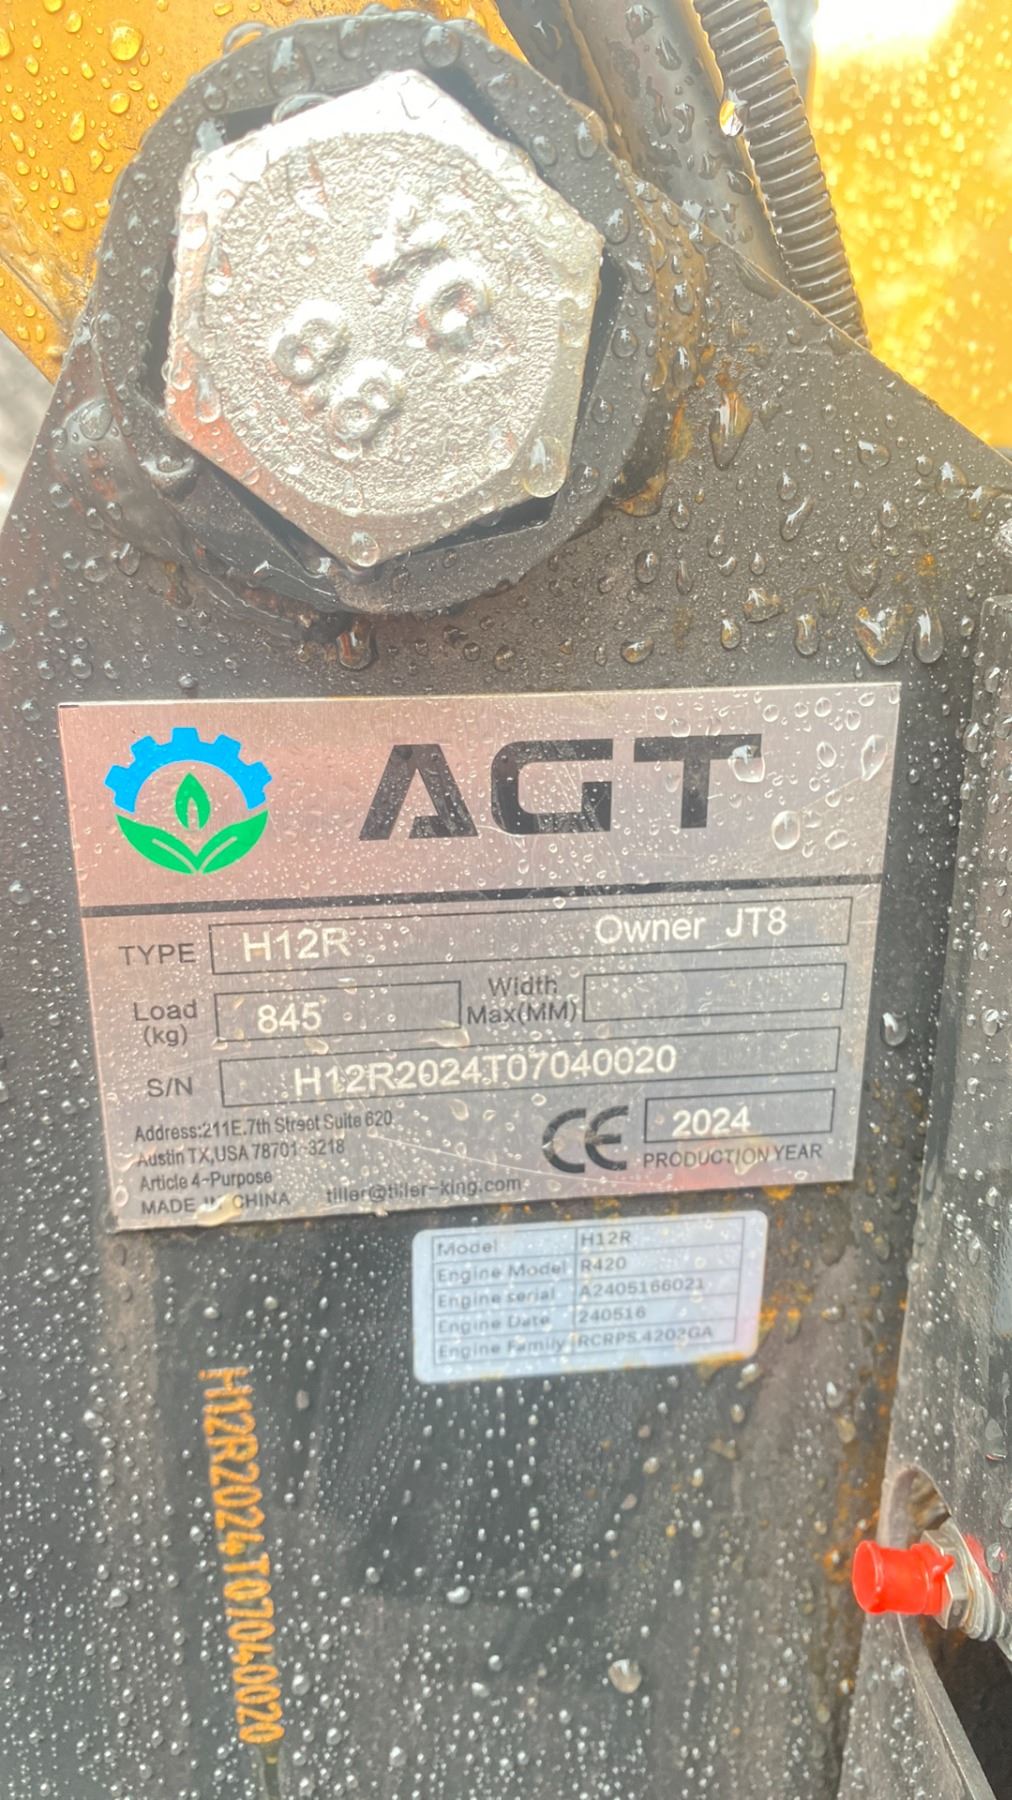 8.8
AGT
TYPE H12R Owner JT8
Load (kg) 845 Width Max(MM)
S/N H12R2024T07040020
Address:211E.7th Street Suite 620
Austin TX,USA 78701-3218
Article 4-Purpose
MADE IN CHINA tiller@tiller-king.com
CE 2024
PRODUCTION YEAR
Model H12R
Engine Model R420
Engine serial A2405166021
Engine Date 240516
Engine Family
H12R2024T07040020